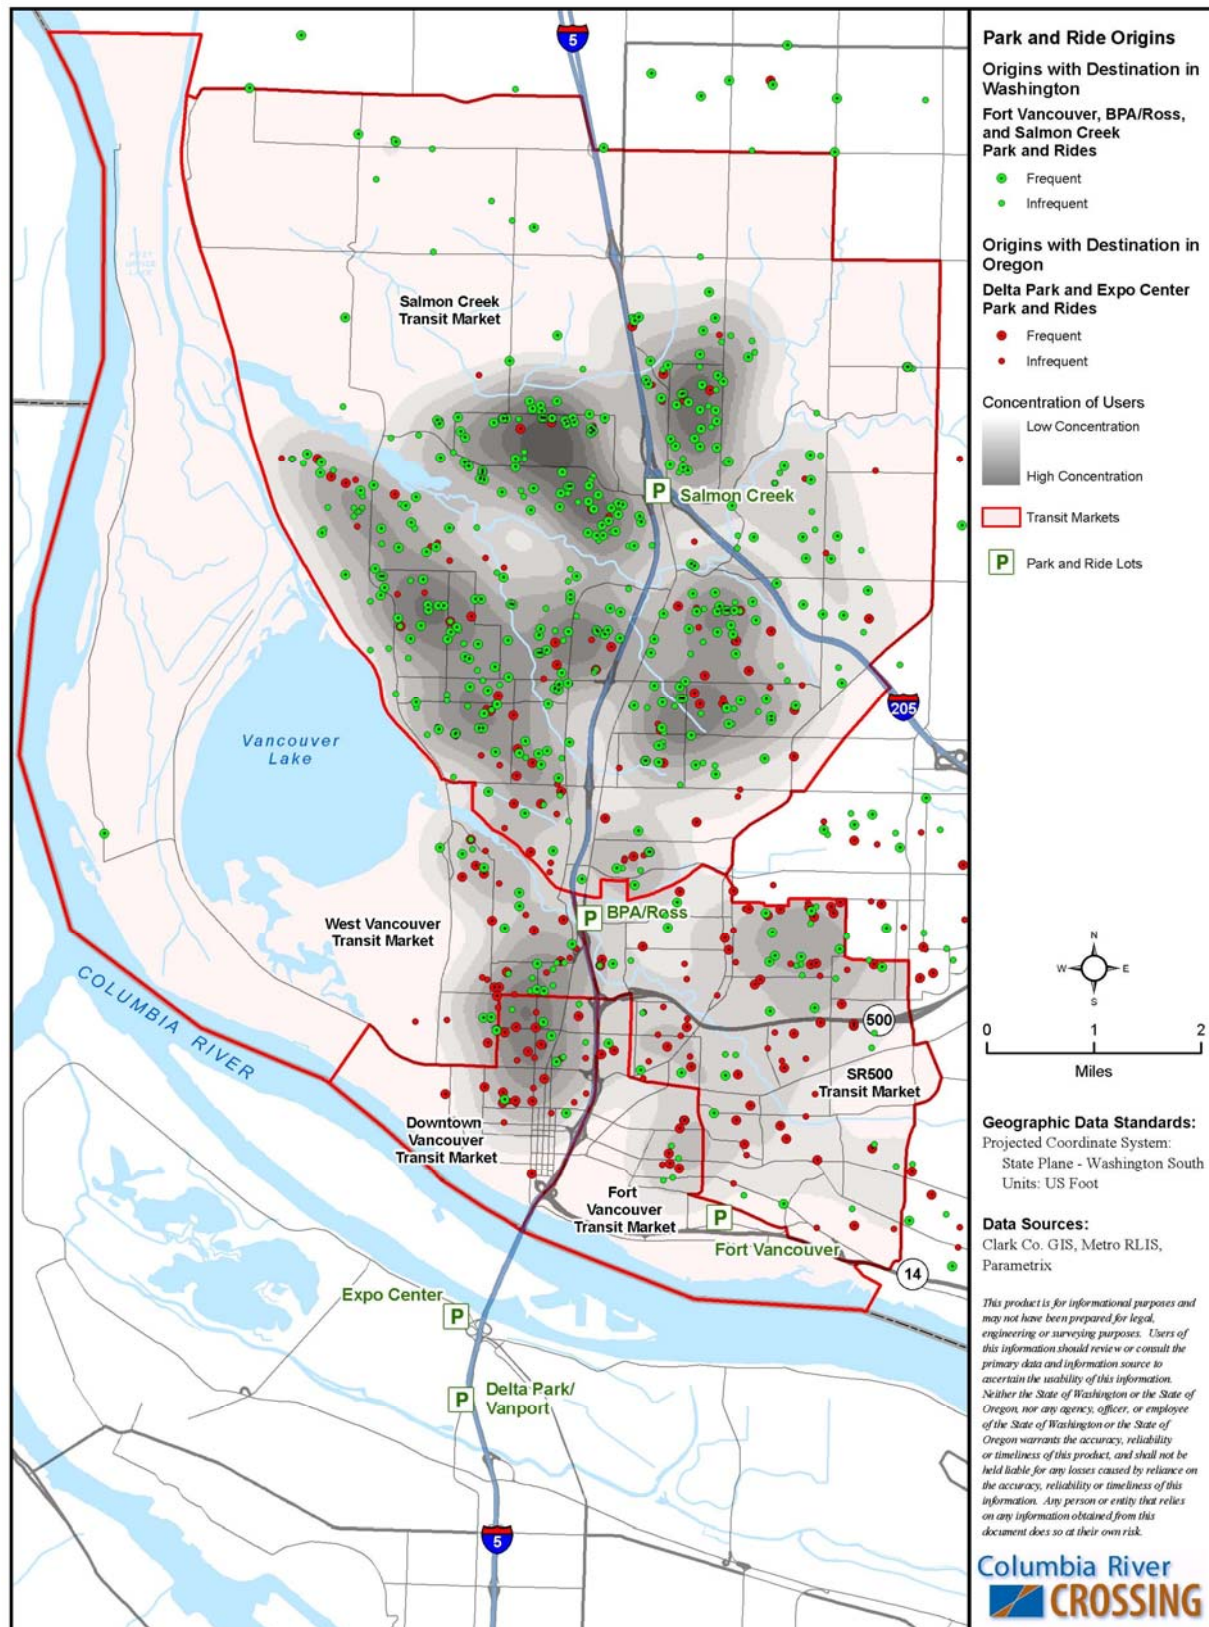 5
Salmon Creek
Transit Market
P Salmon Creek
205
Vancouver
Lake
P BPA/Ross
West Vancouver
Transit Market
COLUMBIA RIVER
500
SR500
Transit Market
Downtown
Vancouver
Transit Market
Fort
Vancouver
Transit Market
P
Fort Vancouver
14
Expo Center P
P Delta Park/
Vanport
5
Park and Ride Origins
Origins with Destination in
Washington
Fort Vancouver, BPA/Ross,
and Salmon Creek
Park and Rides
Frequent
Infrequent
Origins with Destination in
Oregon
Delta Park and Expo Center
Park and Rides
Frequent
Infrequent
Concentration of Users
Low Concentration
High Concentration
Transit Markets
P Park and Ride Lots
N
W E
S
0 1 2
Miles
Geographic Data Standards:
Projected Coordinate System:
State Plane - Washington South
Units: US Foot
Data Sources:
Clark Co. GIS, Metro RLIS,
Parametrix
This product is for informational purposes and
may not have been prepared for legal,
engineering or surveying purposes. Users of
this information should review or consult the
primary data and information source to
ascertain the usability of this information.
Neither the State of Washington or the State of
Oregon, nor any agency, officer, or employee
of the State of Washington or the State of
Oregon warrants the accuracy, reliability
or timeliness of this product, and shall not be
held liable for any losses caused by reliance on
the accuracy, reliability or timeliness of this
information. Any person or entity that relies
on any information obtained from this
document does so at their own risk.
Columbia River
CROSSING